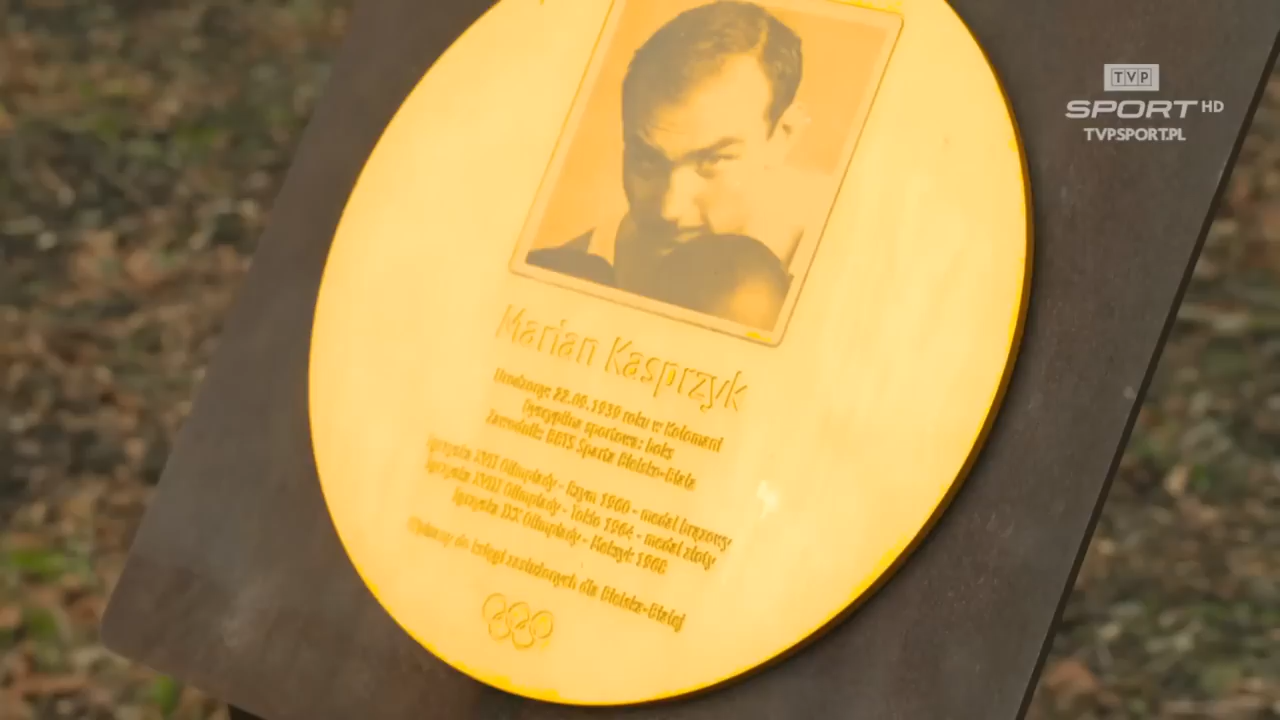 TVP
SPORT HD
TVPSPORT.PL
Marian Kasprzyk
Urodzony: 22.09.1939 roku w Kołomani
Dyscyplina sportowa: boks
Zawodnik: BBTS Sparta Bielsko-Biała
Igrzyska XVII Olimpiady - Rzym 1960 - medal brązowy
Igrzyska XVIII Olimpiady - Tokio 1964 - medal złoty
Igrzyska XIX Olimpiady - Meksyk 1968
Wpisany do księgi zasłużonych dla Bielska-Białej